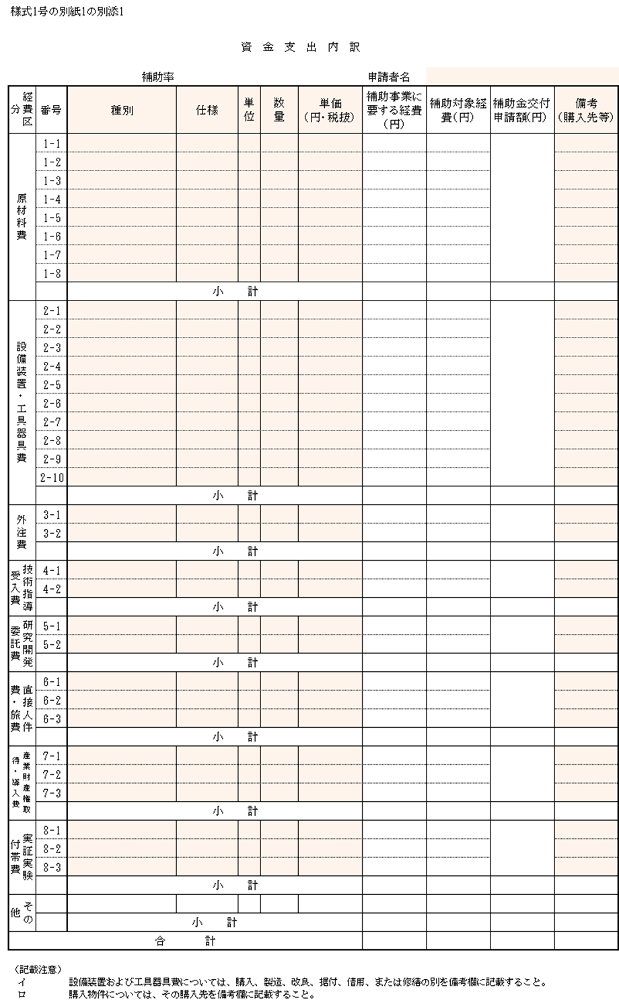 様式1号の別紙1の別添1
資金支出内訳
補助率 申請者名
経費区分 番号 種別 仕様 単位 数量 単価(円・税抜) 補助事業に要する経費(円) 補助対象経費(円) 補助金交付申請額(円) 備考(購入先等)
原材料費
1-1
1-2
1-3
1-4
1-5
1-6
1-7
1-8
小計
設備装置・工具器具費
2-1
2-2
2-3
2-4
2-5
2-6
2-7
2-8
2-9
2-10
小計
外注費
3-1
3-2
小計
技術指導受入費
4-1
4-2
小計
研究開発委託費
5-1
5-2
小計
直接人件費・旅費
6-1
6-2
6-3
小計
産業財産権取得・導入費
7-1
7-2
7-3
小計
実証実験付帯費
8-1
8-2
8-3
小計
その他
小計
合計
(記載注意)
イ 設備装置および工具器具費については、購入、製造、改良、据付、借用、または修繕の別を備考欄に記載すること。
ロ 購入物件については、その購入先を備考欄に記載すること。